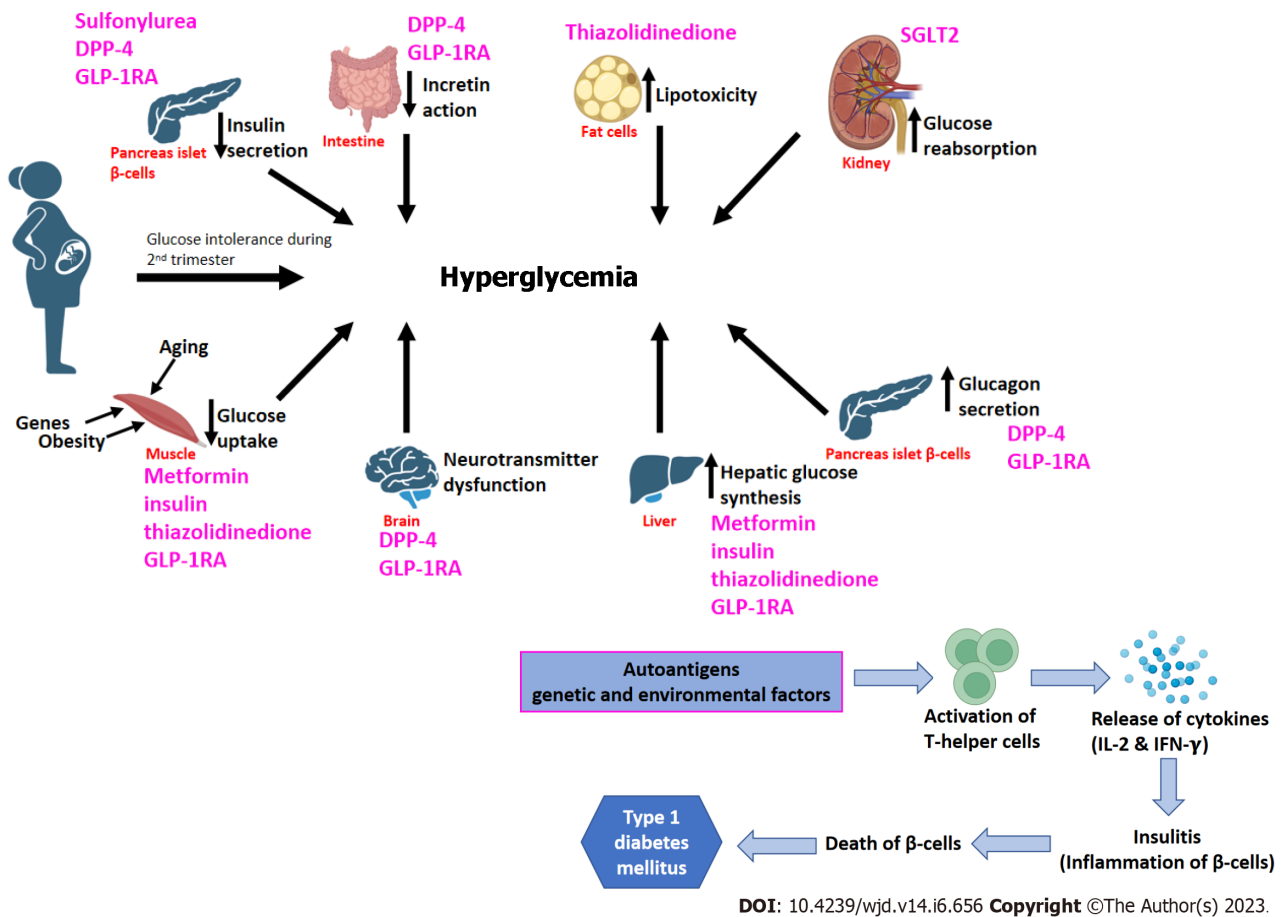 Sulfonylurea
DPP-4
GLP-1RA
Insulin
secretion
Pancreas islet
β-cells
DPP-4
GLP-1RA
Incretin
action
Intestine
Thiazolidinedione
Lipotoxicity
Fat cells
SGLT2
Glucose
reabsorption
Kidney
Glucose intolerance during
2nd trimester
Hyperglycemia
Aging
Genes
Obesity
Glucose
uptake
Muscle
Metformin
insulin
thiazolidinedione
GLP-1RA
Neurotransmitter
dysfunction
Brain
DPP-4
GLP-1RA
Hepatic glucose
synthesis
Liver
Metformin
insulin
thiazolidinedione
GLP-1RA
Glucagon
secretion
Pancreas islet β-cells
DPP-4
GLP-1RA
Autoantigens
genetic and environmental factors
Activation of
T-helper cells
Release of cytokines
(IL-2 & IFN-γ)
Insulitis
(Inflammation of β-cells)
Death of β-cells
Type 1
diabetes
mellitus
DOI: 10.4239/wjd.v14.i6.656 Copyright ©The Author(s) 2023.